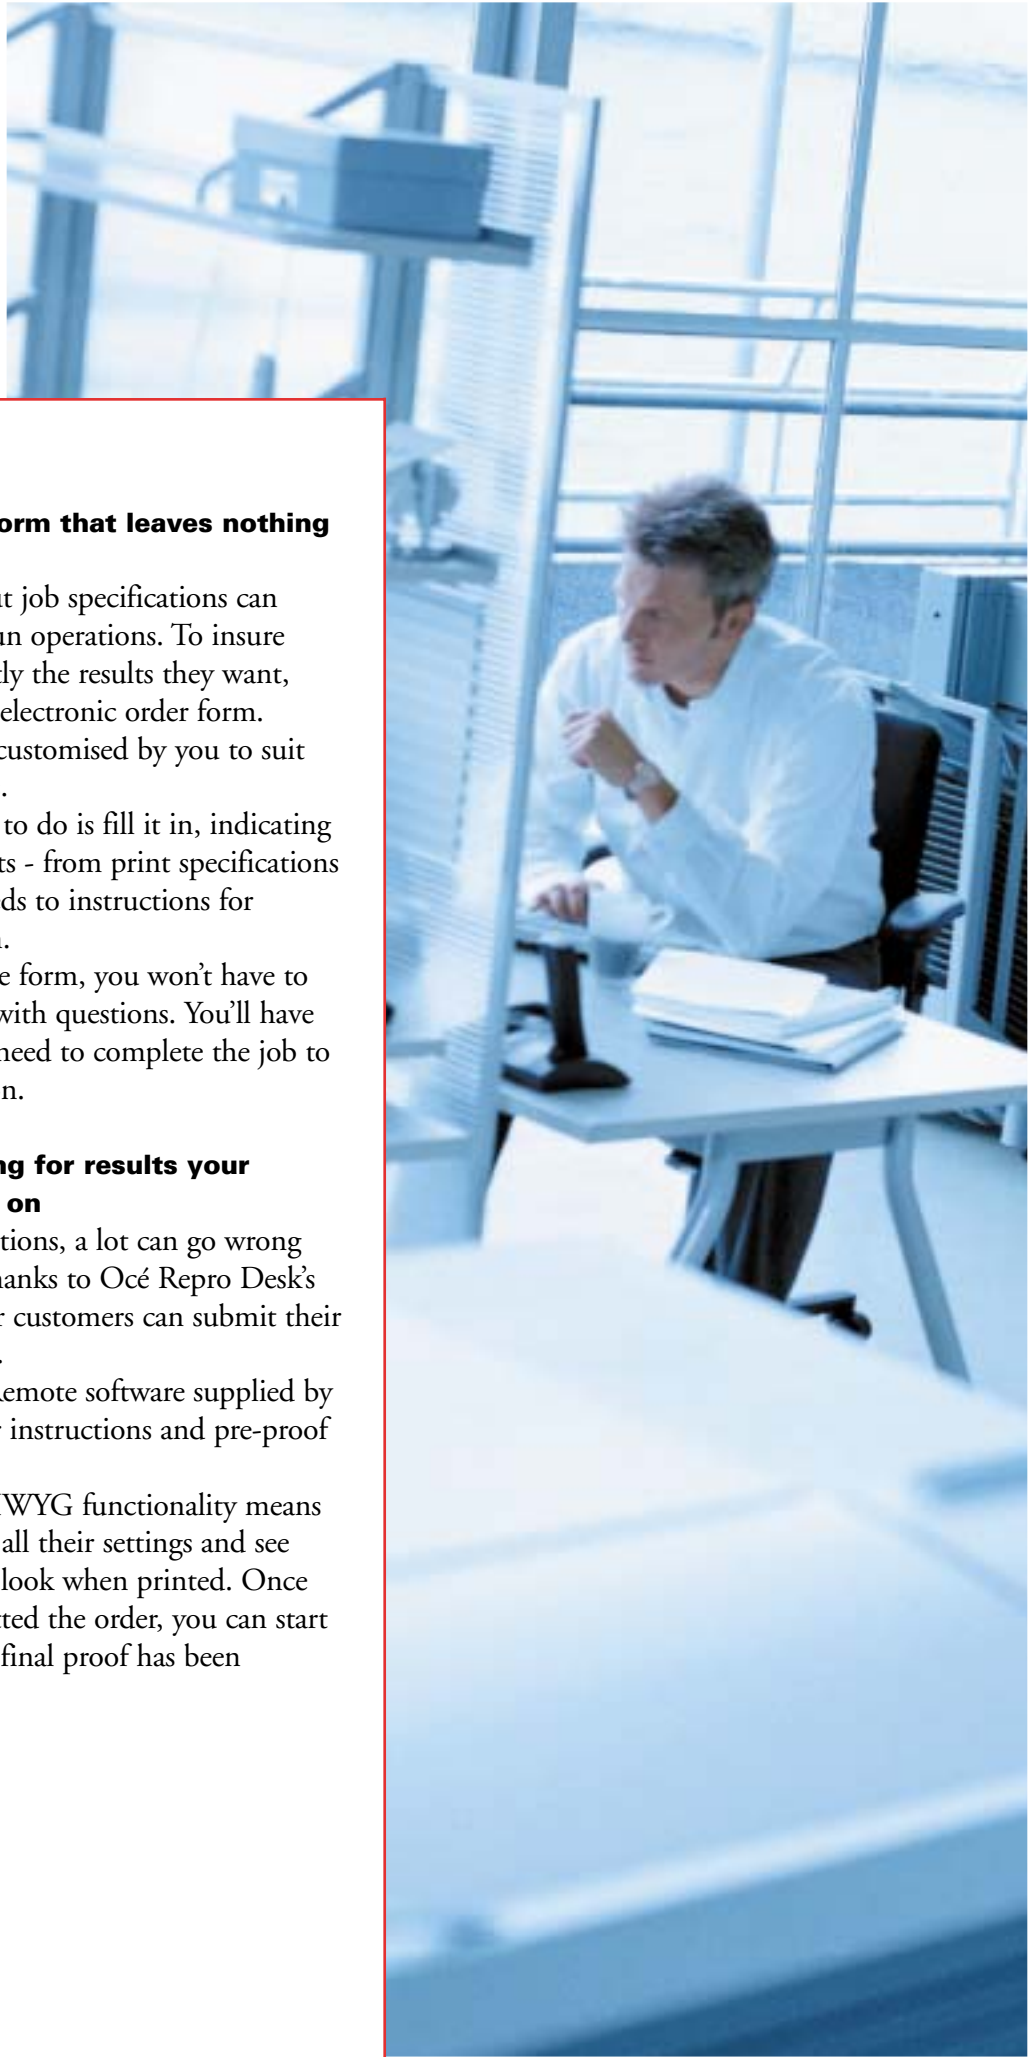 orm that leaves nothing
ut job specifications can
un operations. To insure
tly the results they want,
electronic order form.
customised by you to suit
.
to do is fill it in, indicating
ts - from print specifications
ds to instructions for
n.
e form, you won’t have to
with questions. You’ll have
need to complete the job to
n.
ng for results your
on
tions, a lot can go wrong
hanks to Océ Repro Desk’s
r customers can submit their
.
Remote software supplied by
r instructions and pre-proof
WYG functionality means
all their settings and see
look when printed. Once
tted the order, you can start
final proof has been